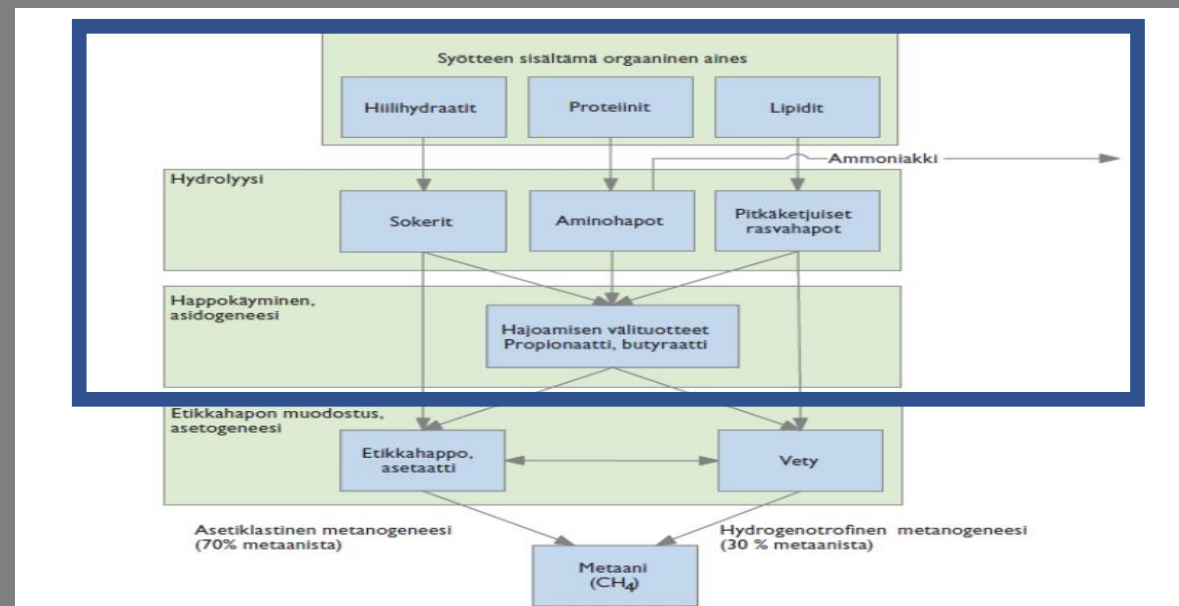 Syötteen sisältämä orgaaninen aines
Hiilihydraatit
Proteiinit
Lipidit
Ammoniakki
Hydrolyysi
Sokerit
Aminohapot
Pitkäketjuiset
rasvahapot
Happokäyminen,
asidogeneesi
Hajoamisen välituotteet
Propionaatti, butyraatti
Etikkahapon muodostus,
asetogeneesi
Etikkahappo,
asetaatti
Vety
Asetiklastinen metanogeneesi
(70% metaanista)
Hydrogenotrofinen metanogeneesi
(30 % metaanista)
Metaani
(CH4)